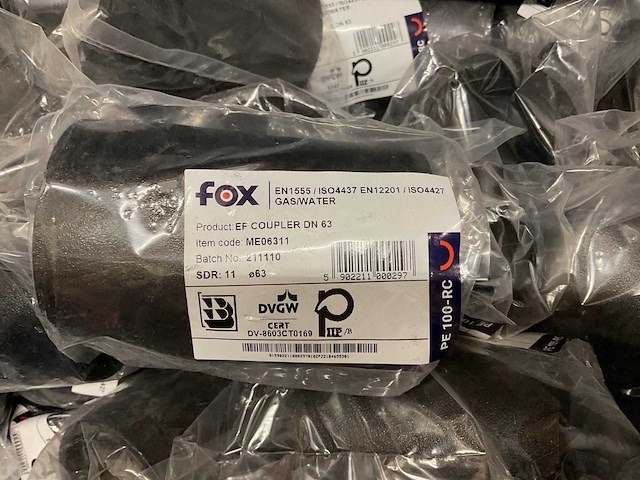 fox
EN1555 / ISO4437 EN12201 / ISO4427
GAS/WATER
Product: EF COUPLER DN 63
Item code: ME06311
Batch No. 211110
SDR: 11 ø63
5 902211 000297
B
DVGW
CERT
DV-8603CT0169
IIP/B
PE 100-RC